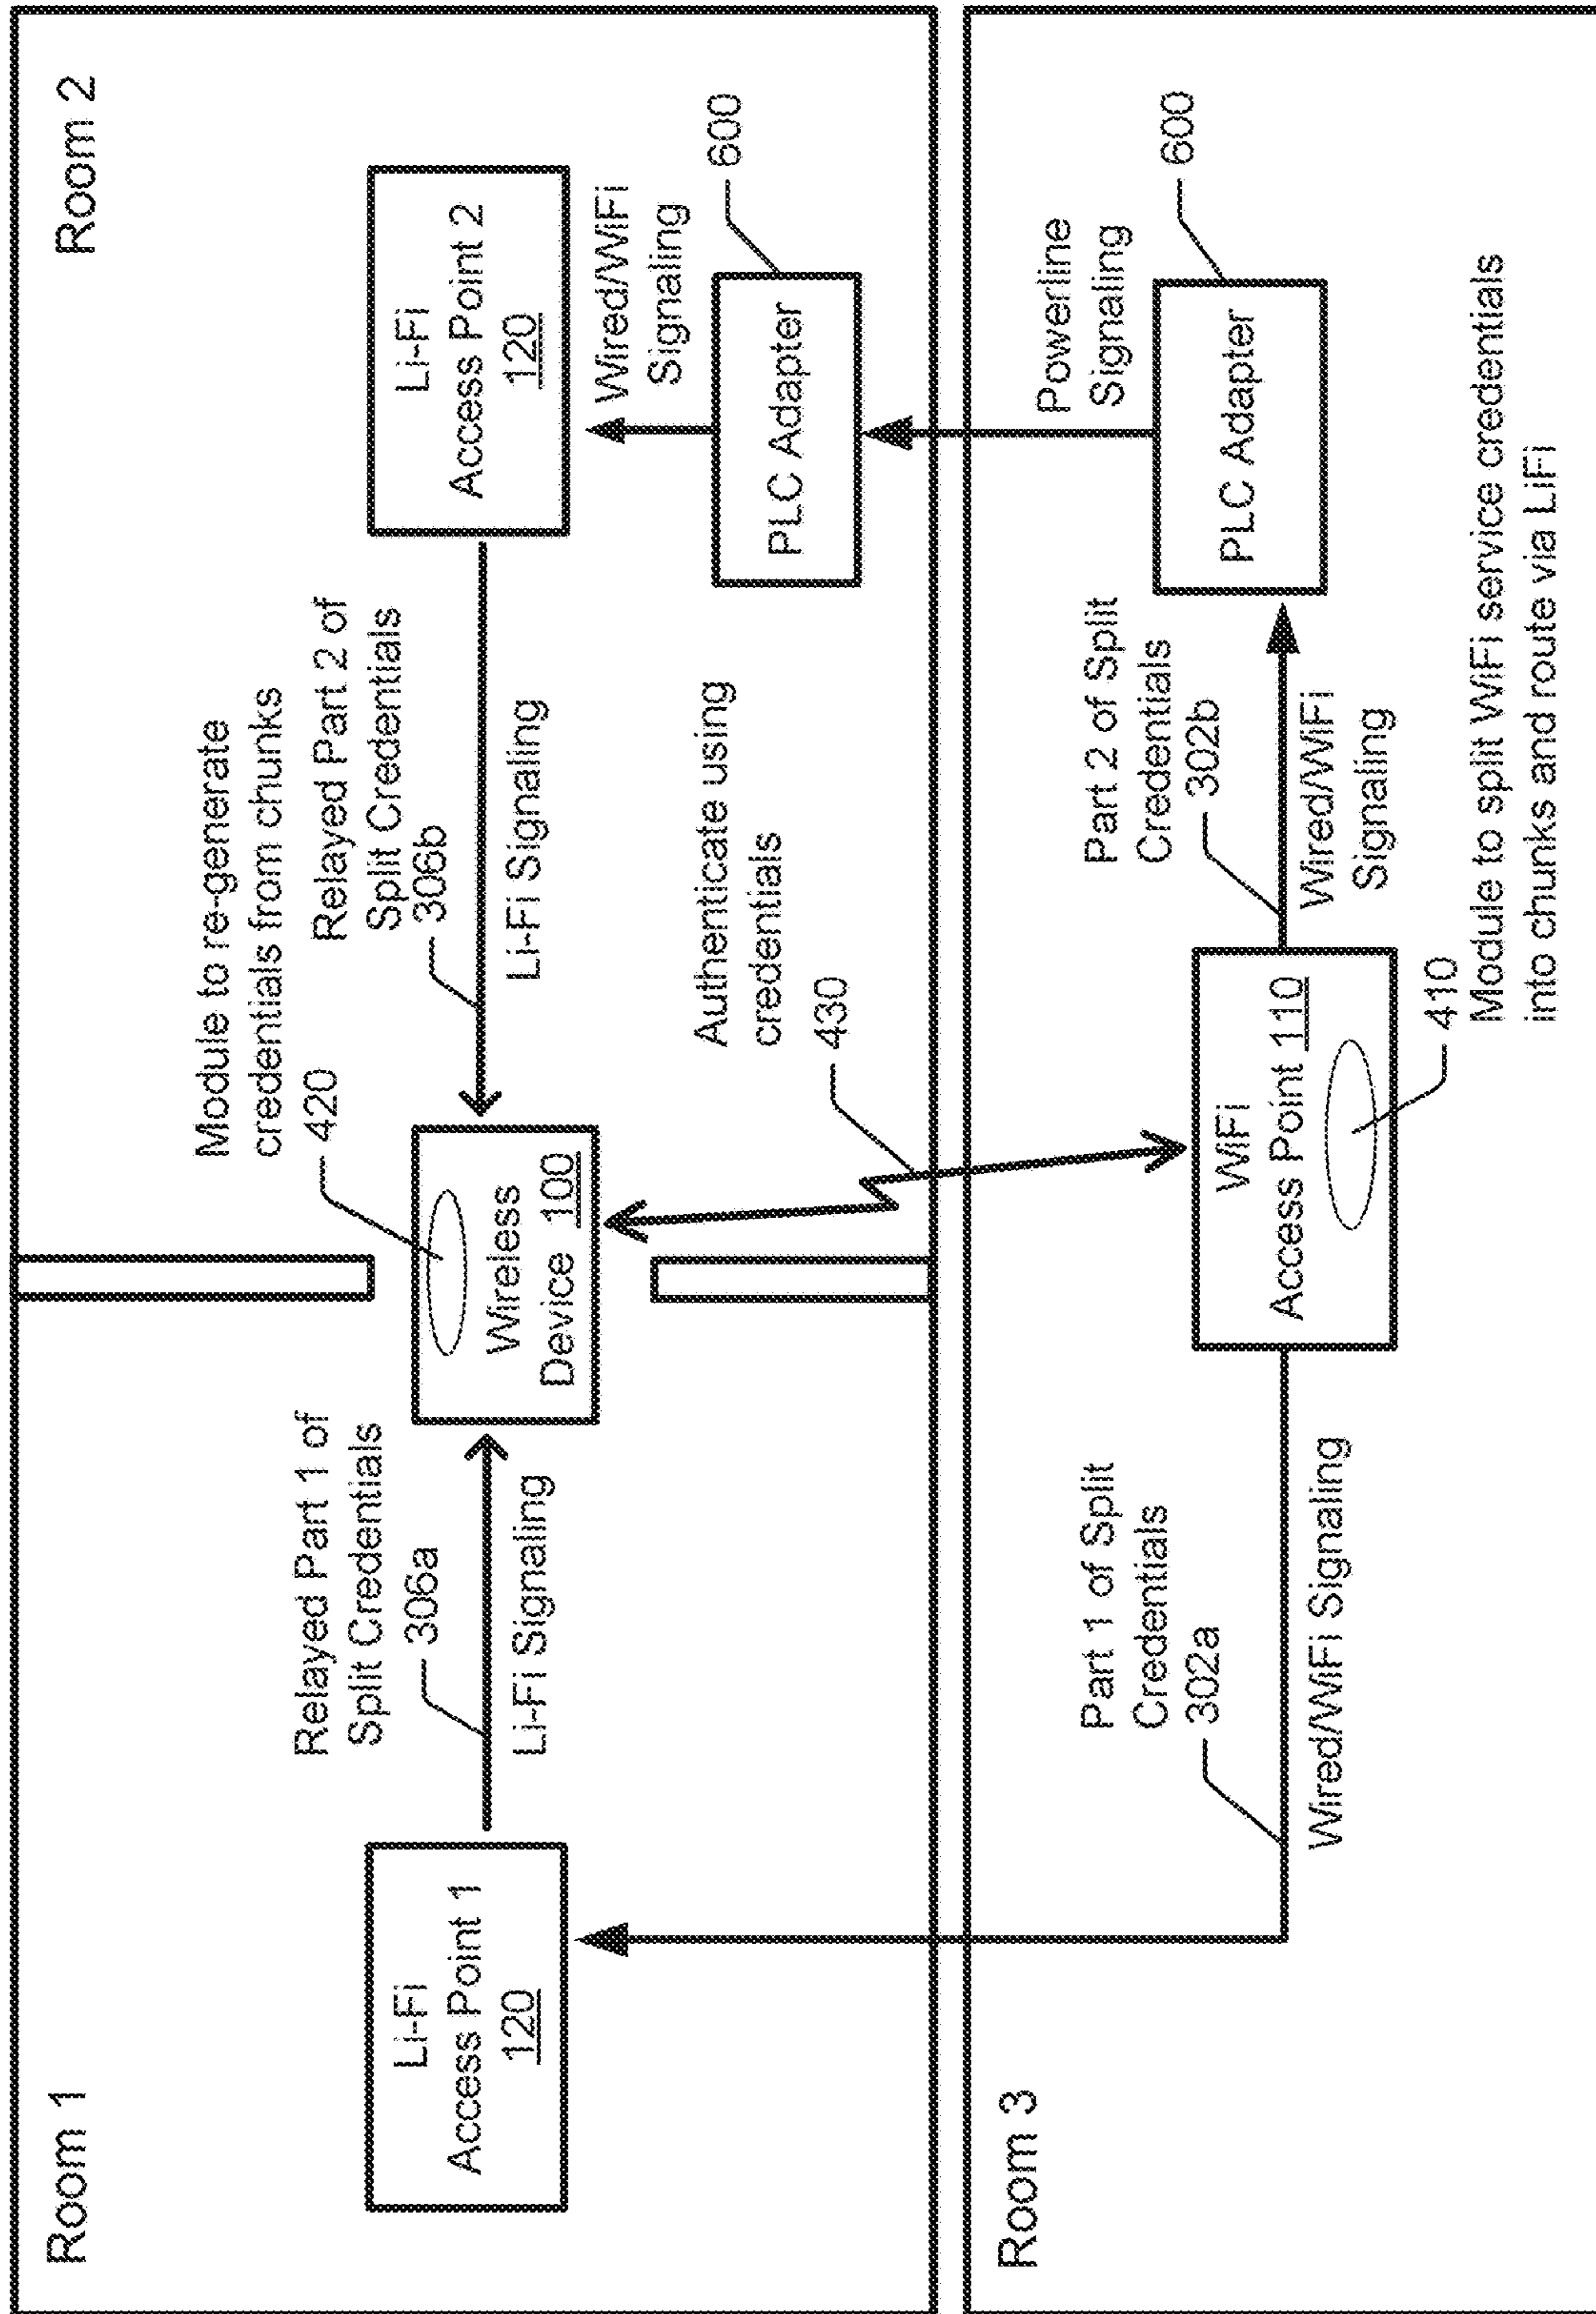 Room 1
Room 2
Module to re-generate
credentials from chunks
420
Relayed Part 1 of
Split Credentials
306a
Li-Fi Signaling
Relayed Part 2 of
Split Credentials
306b
Li-Fi Signaling
Li-Fi
Access Point 1
120
Wireless
Device 100
Li-Fi
Access Point 2
120
Wired/WiFi
Signaling
600
PLC Adapter
Authenticate using
credentials
430
Room 3
Part 1 of Split
Credentials
302a
Wired/WiFi Signaling
WiFi
Access Point 110
410
Part 2 of Split
Credentials
302b
Wired/WiFi
Signaling
Powerline
Signaling
600
PLC Adapter
Module to split WiFi service credentials
into chunks and route via LiFi